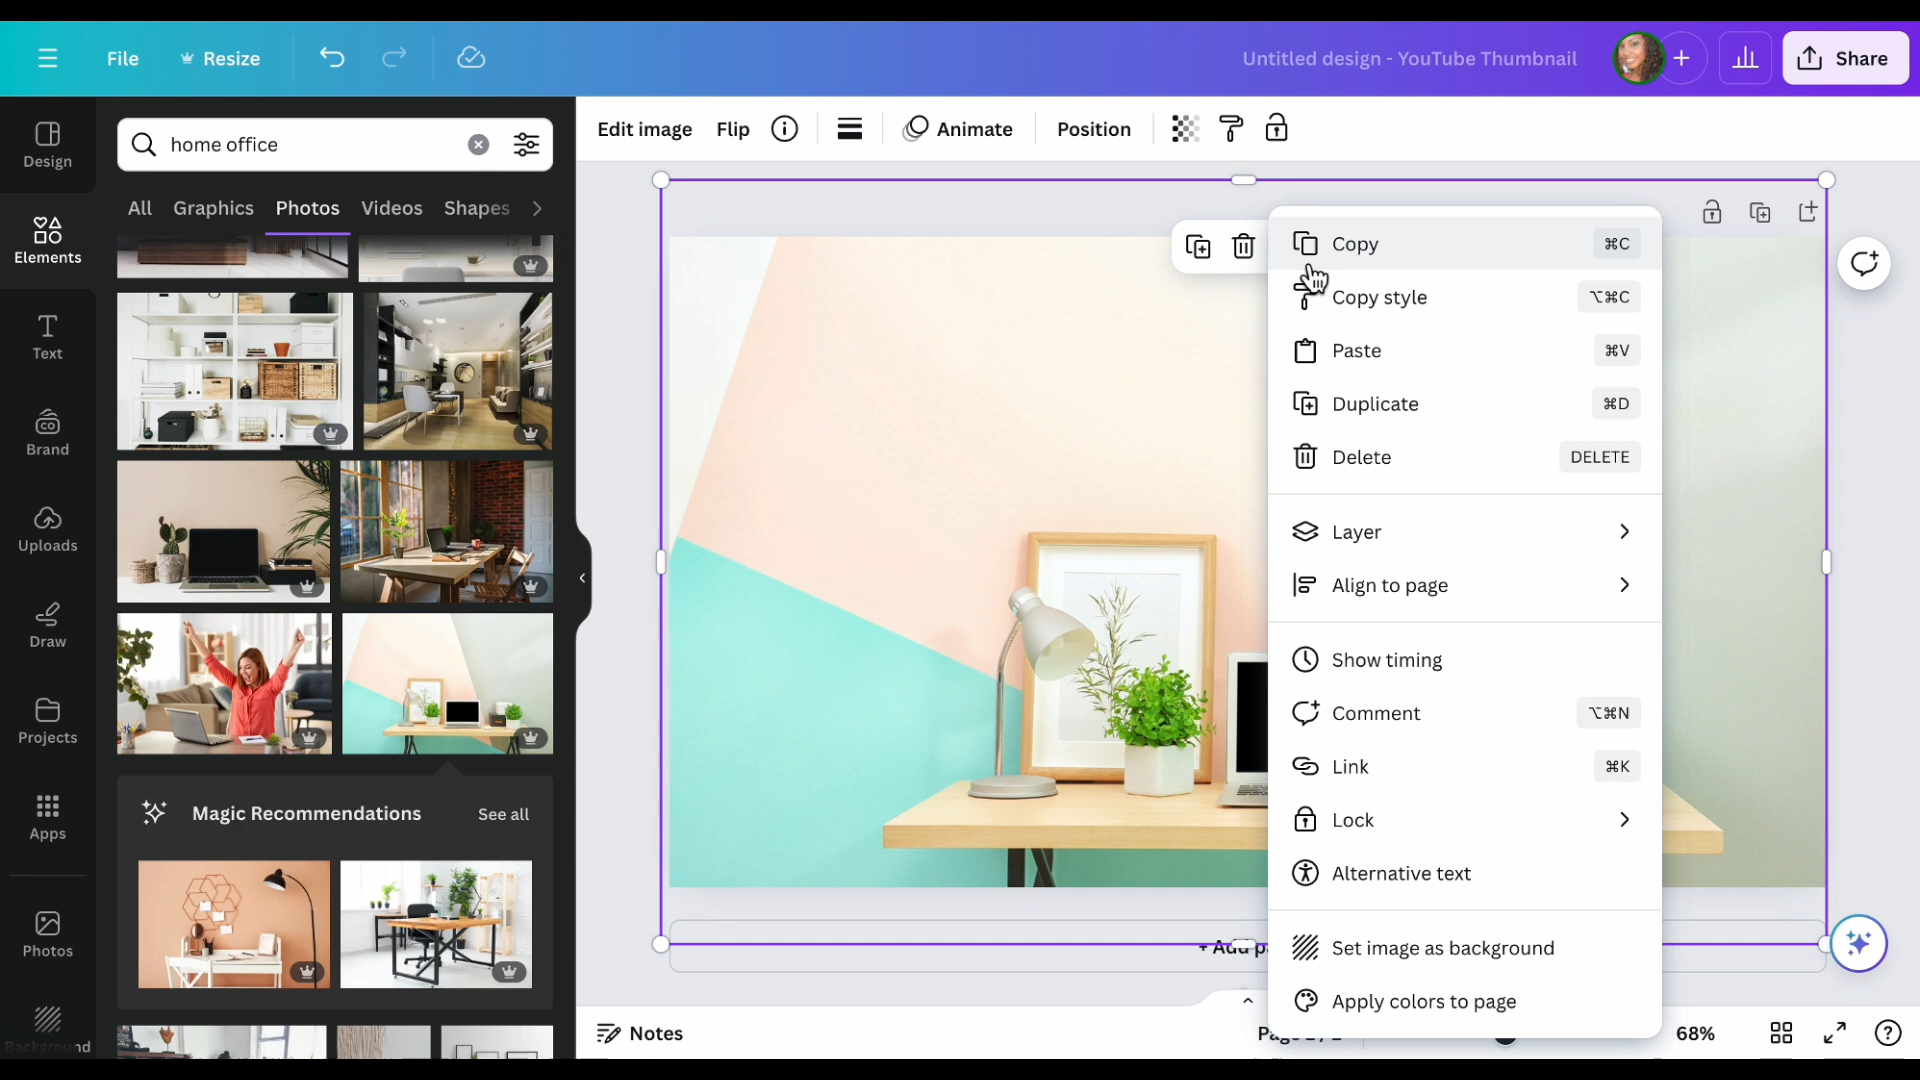 File
Resize
Untitled design - YouTube Thumbnail
Share
Design
Elements
Text
Brand
Uploads
Draw
Projects
Apps
Photos
Background
home office
All Graphics Photos Videos Shapes
Magic Recommendations
See all
Edit image
Flip
Animate
Position
Copy ⌘C
Copy style ⌥⌘C
Paste ⌘V
Duplicate ⌘D
Delete DELETE
Layer
Align to page
Show timing
Comment ⌥⌘N
Link ⌘K
Lock
Alternative text
Set image as background
Apply colors to page
+ Add
Notes
68%